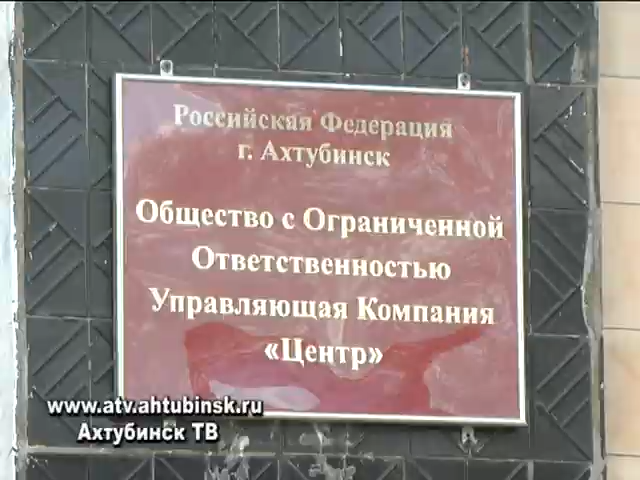 Российская Федерация
г. Ахтубинск
Общество с Ограниченной
Ответственностью
Управляющая Компания
«Центр»
www.atv.ahtubinsk.ru
Ахтубинск ТВ